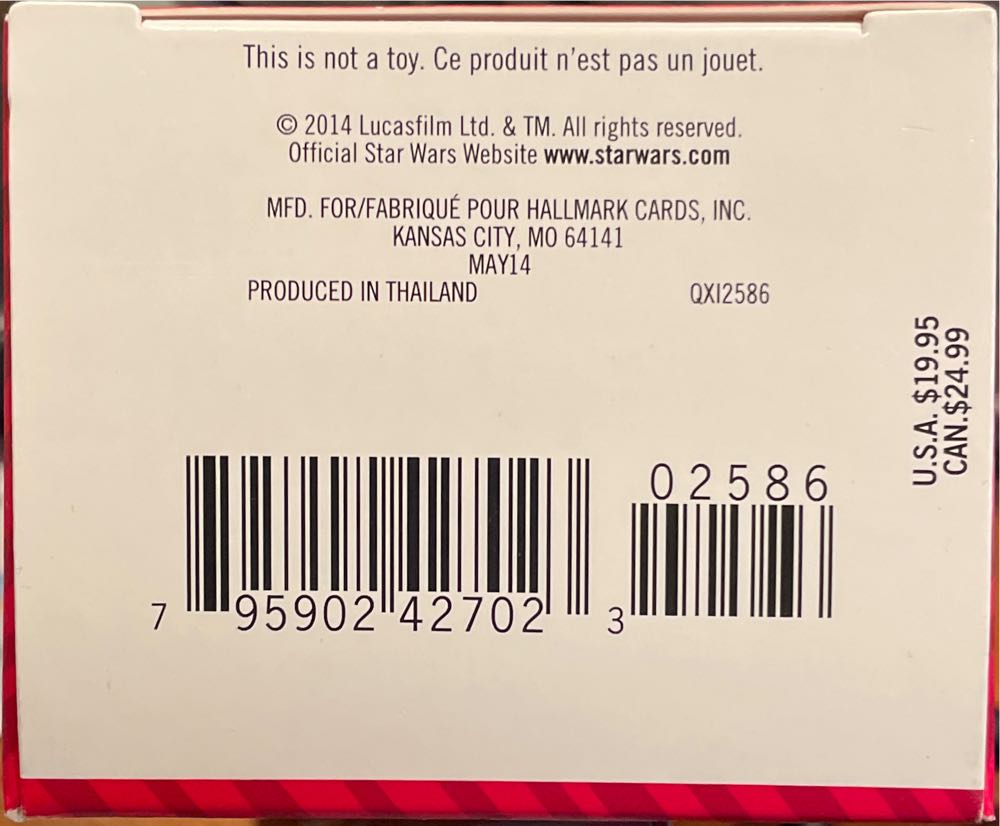 This is not a toy. Ce produit n'est pas un jouet.
© 2014 Lucasfilm Ltd. & TM. All rights reserved.
Official Star Wars Website www.starwars.com
MFD. FOR/FABRIQUÉ POUR HALLMARK CARDS, INC.
KANSAS CITY, MO 64141
MAY14
PRODUCED IN THAILAND QXI2586
U.S.A. $19.95
CAN.$24.99
02586
7 95902 42702 3